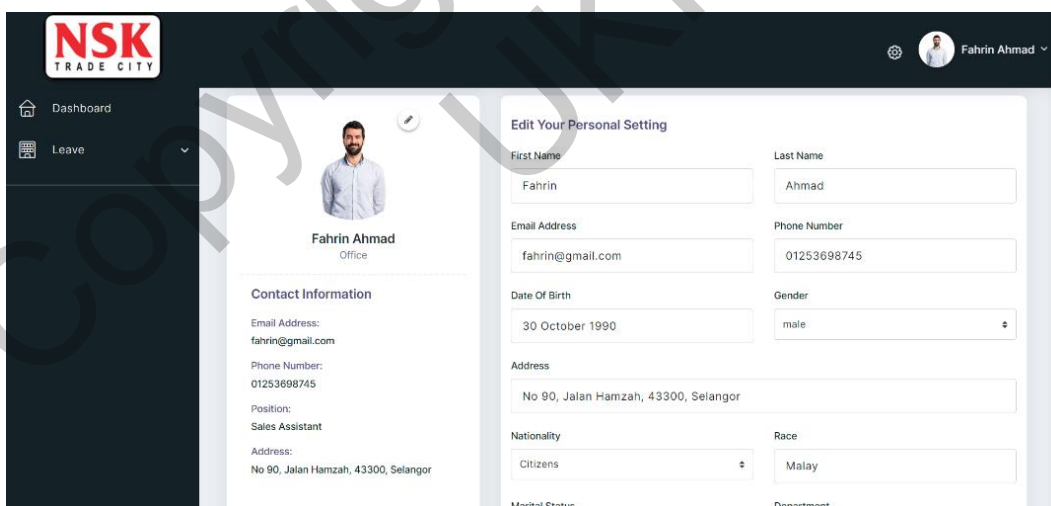 NSK
TRADE CITY
Fahrin Ahmad
Dashboard
Leave
Fahrin Ahmad
Office
Contact Information
Email Address:
fahrin@gmail.com
Phone Number:
01253698745
Position:
Sales Assistant
Address:
No 90, Jalan Hamzah, 43300, Selangor
Edit Your Personal Setting
First Name
Last Name
Fahrin
Ahmad
Email Address
Phone Number
fahrin@gmail.com
01253698745
Date Of Birth
Gender
30 October 1990
male
Address
No 90, Jalan Hamzah, 43300, Selangor
Nationality
Race
Citizens
Malay
Marital Status
Department